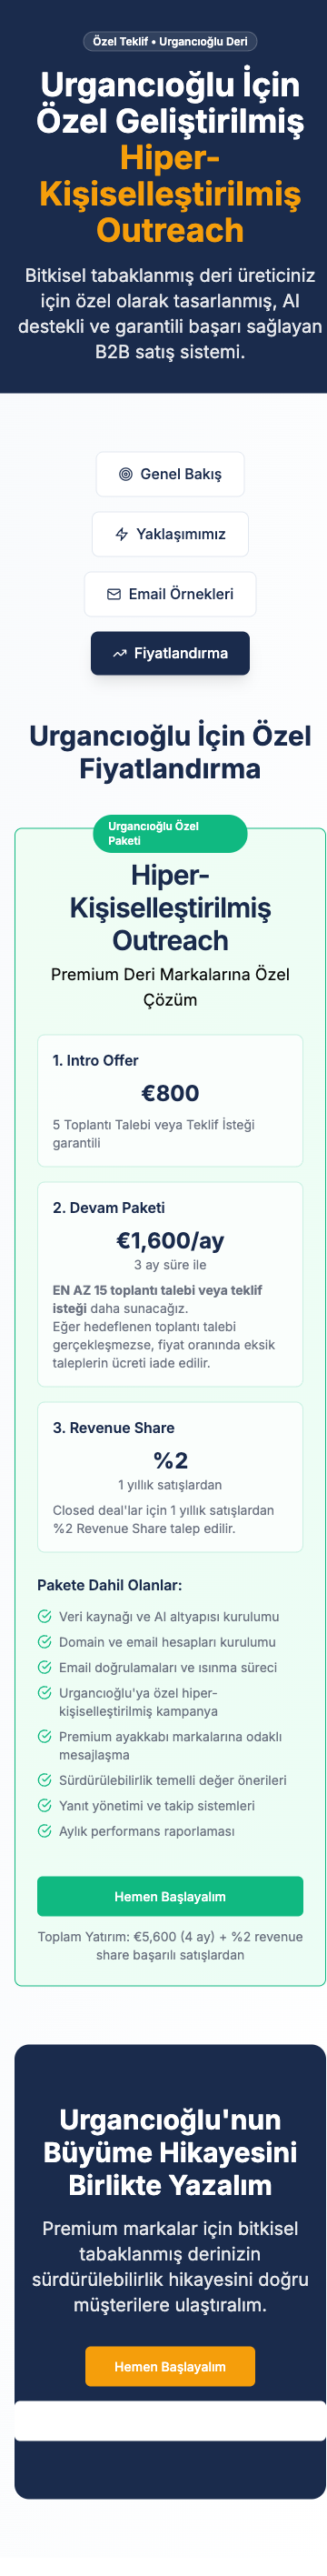 Özel Teklif • Urgancıoğlu Deri
Urgancıoğlu İçin
Özel Geliştirilmiş
Hiper-
Kişiselleştirilmiş
Outreach
Bitkisel tabaklanmış deri üreticiniz
için özel olarak tasarlanmış, AI
destekli ve garantili başarı sağlayan
B2B satış sistemi.
Genel Bakış
Yaklaşımımız
Email Örnekleri
Fiyatlandırma
Urgancıoğlu İçin Özel
Fiyatlandırma
Urgancıoğlu Özel
Paketi
Hiper-
Kişiselleştirilmiş
Outreach
Premium Deri Markalarına Özel
Çözüm
1. Intro Offer
€800
5 Toplantı Talebi veya Teklif İsteği
garantili
2. Devam Paketi
€1,600/ay
3 ay süre ile
EN AZ 15 toplantı talebi veya teklif
isteği daha sunacağız.
Eğer hedeflenen toplantı talebi
gerçekleşmezse, fiyat oranında eksik
taleplerin ücreti iade edilir.
3. Revenue Share
%2
1 yıllık satışlardan
Closed deal'lar için 1 yıllık satışlardan
%2 Revenue Share talep edilir.
Pakete Dahil Olanlar:
Veri kaynağı ve AI altyapısı kurulumu
Domain ve email hesapları kurulumu
Email doğrulamaları ve ısınma süreci
Urgancıoğlu'ya özel hiper-
kişiselleştirilmiş kampanya
Premium ayakkabı markalarına odaklı
mesajlaşma
Sürdürülebilirlik temelli değer önerileri
Yanıt yönetimi ve takip sistemleri
Aylık performans raporlaması
Hemen Başlayalım
Toplam Yatırım: €5,600 (4 ay) + %2 revenue
share başarılı satışlardan
Urgancıoğlu'nun
Büyüme Hikayesini
Birlikte Yazalım
Premium markalar için bitkisel
tabaklanmış derinizin
sürdürülebilirlik hikayesini doğru
müşterilere ulaştıralım.
Hemen Başlayalım